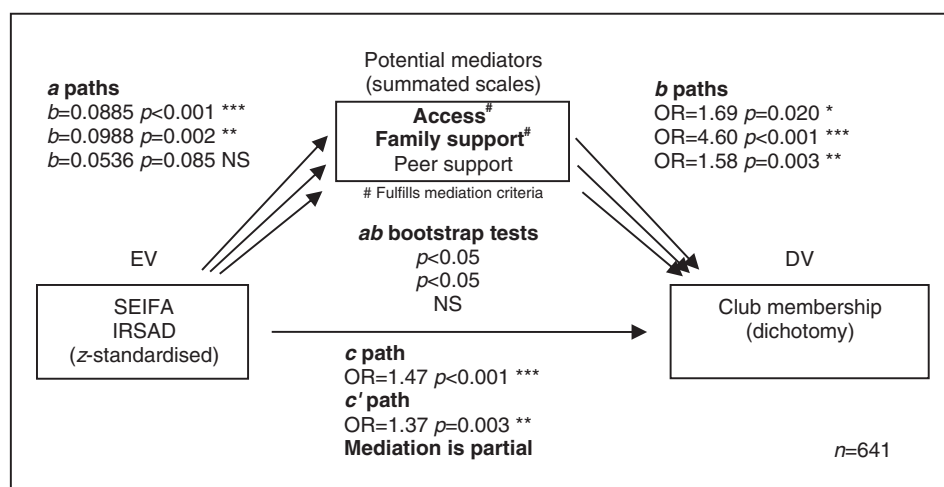 Potential mediators
(summated scales)
a paths
b=0.0885 p<0.001 ***
b=0.0988 p=0.002 **
b=0.0536 p=0.085 NS
Access#
Family support#
Peer support
# Fulfills mediation criteria
b paths
OR=1.69 p=0.020 *
OR=4.60 p<0.001 ***
OR=1.58 p=0.003 **
ab bootstrap tests
p<0.05
p<0.05
NS
EV
SEIFA
IRSAD
(z-standardised)
DV
Club membership
(dichotomy)
c path
OR=1.47 p<0.001 ***
c' path
OR=1.37 p=0.003 **
Mediation is partial
n=641